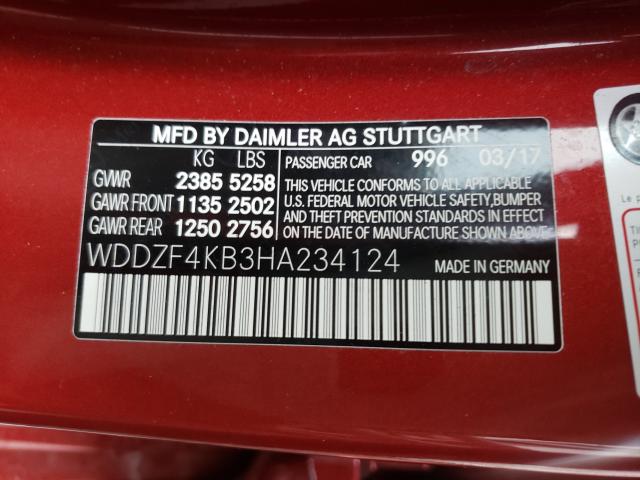 MFD BY DAIMLER AG STUTTGART
KG LBS PASSENGER CAR 996 03/17
GVWR 2385 5258
GAWR FRONT 1135 2502
GAWR REAR 1250 2756
THIS VEHICLE CONFORMS TO ALL APPLICABLE
U.S. FEDERAL MOTOR VEHICLE SAFETY,BUMPER
AND THEFT PREVENTION STANDARDS IN EFFECT
ON THE DATE OF MANUFACTURE SHOWN ABOVE.
WDDZF4KB3HA234124 MADE IN GERMANY
Le